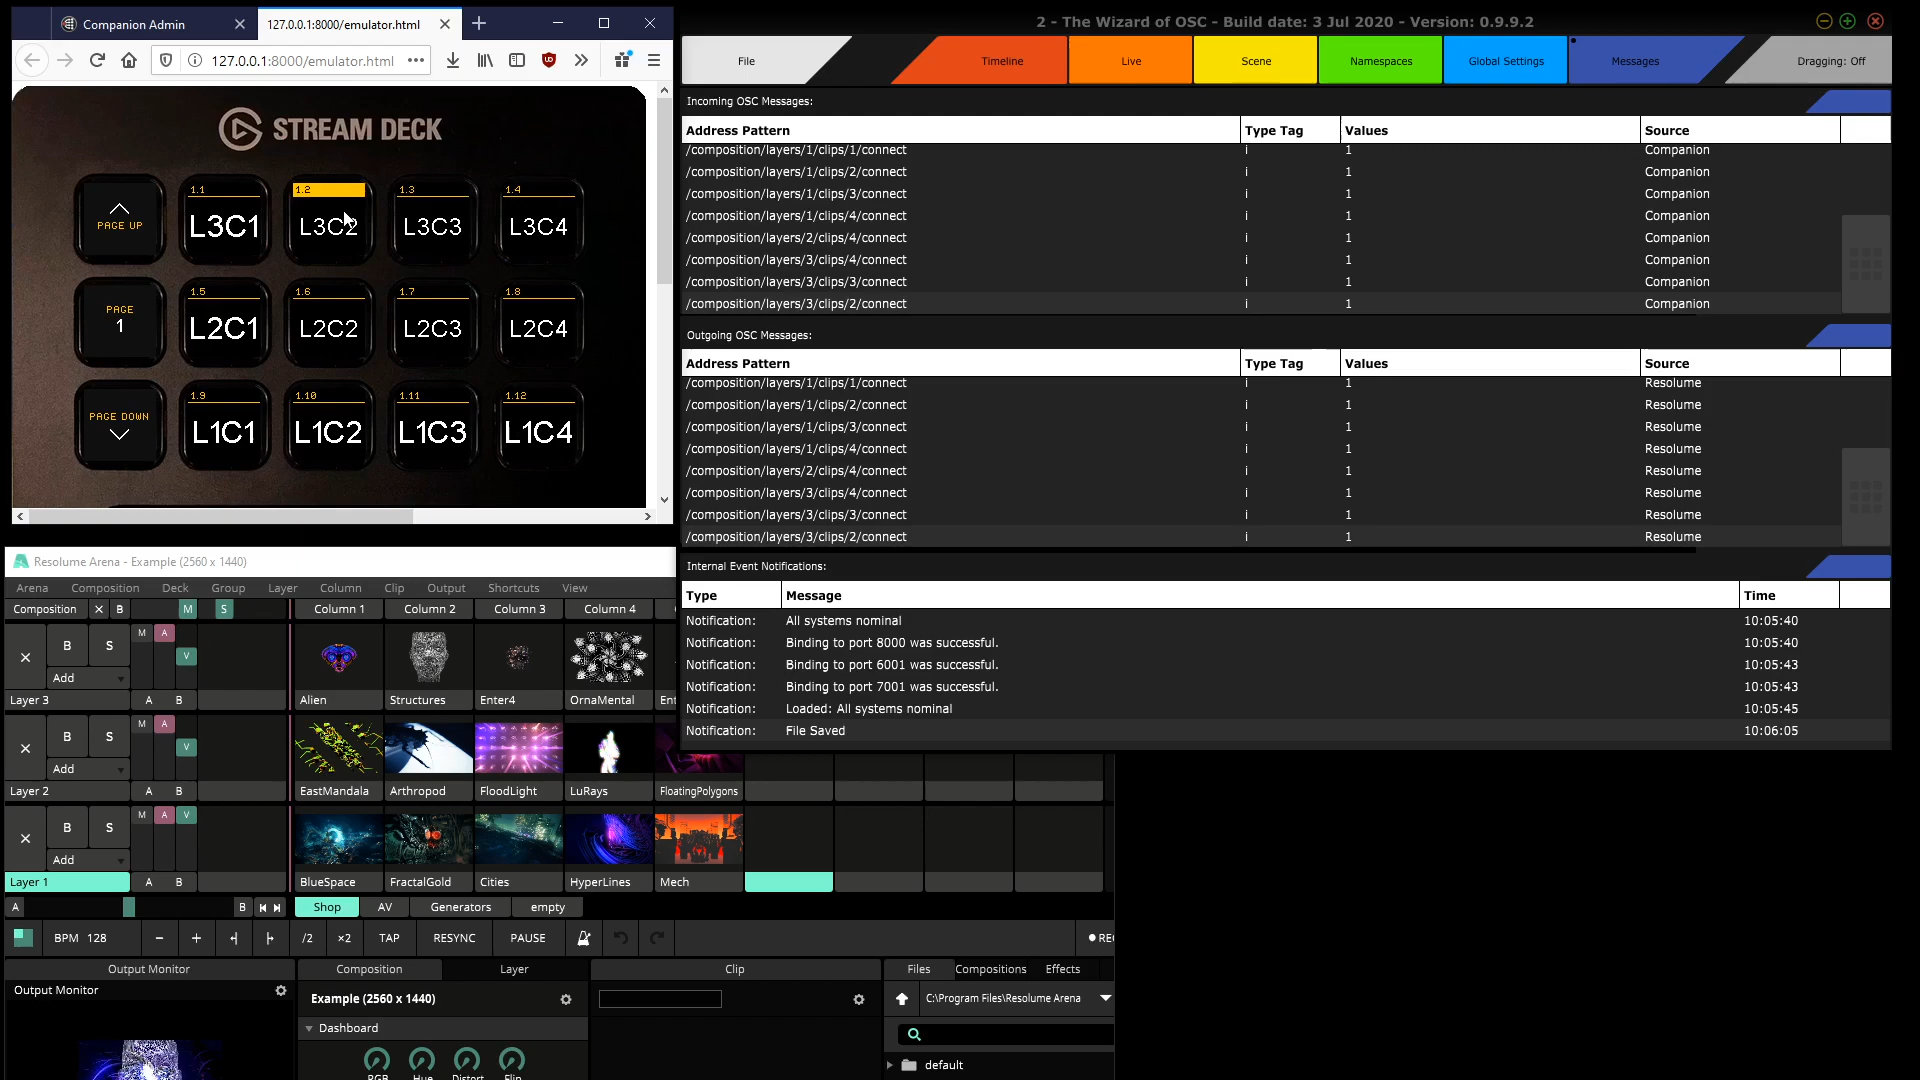 Companion Admin
127.0.0.1:8000/emulator.html
127.0.0.1:8000/emulator.html
STREAM DECK
PAGE UP
1.1
L3C1
1.2
L3C2
1.3
L3C3
1.4
L3C4
PAGE
1
1.5
L2C1
1.6
L2C2
1.7
L2C3
1.8
L2C4
PAGE DOWN
1.9
L1C1
1.10
L1C2
1.11
L1C3
1.12
L1C4
2 - The Wizard of OSC - Build date: 3 Jul 2020 - Version: 0.9.9.2
File Timeline Live Scene Namespaces Global Settings Messages Dragging: Off
Incoming OSC Messages:
Address Pattern Type Tag Values Source
/composition/layers/1/clips/1/connect i 1 Companion
/composition/layers/1/clips/2/connect i 1 Companion
/composition/layers/1/clips/3/connect i 1 Companion
/composition/layers/1/clips/4/connect i 1 Companion
/composition/layers/2/clips/4/connect i 1 Companion
/composition/layers/3/clips/4/connect i 1 Companion
/composition/layers/3/clips/3/connect i 1 Companion
/composition/layers/3/clips/2/connect i 1 Companion
Outgoing OSC Messages:
Address Pattern Type Tag Values Source
/composition/layers/1/clips/1/connect i 1 Resolume
/composition/layers/1/clips/2/connect i 1 Resolume
/composition/layers/1/clips/3/connect i 1 Resolume
/composition/layers/1/clips/4/connect i 1 Resolume
/composition/layers/2/clips/4/connect i 1 Resolume
/composition/layers/3/clips/4/connect i 1 Resolume
/composition/layers/3/clips/3/connect i 1 Resolume
/composition/layers/3/clips/2/connect i 1 Resolume
Internal Event Notifications:
Type Message Time
Notification: All systems nominal 10:05:40
Notification: Binding to port 8000 was successful. 10:05:40
Notification: Binding to port 6001 was successful. 10:05:43
Notification: Binding to port 7001 was successful. 10:05:43
Notification: Loaded: All systems nominal 10:05:45
Notification: File Saved 10:06:05
Resolume Arena - Example (2560 x 1440)
Arena Composition Deck Group Layer Column Clip Output Shortcuts View
Composition X B M S Column 1 Column 2 Column 3 Column 4
B S M A V
Add
Layer 3 A B Alien Structures Enter4 OrnaMental Ent
B S M A V
Add
Layer 2 A B EastMandala Arthropod FloodLight LuRays FloatingPolygons
B S M A V
Add
Layer 1 A B BlueSpace FractalGold Cities HyperLines Mech
A B Shop AV Generators empty
BPM 128 - + /2 ×2 TAP RESYNC PAUSE REC
Output Monitor Composition Layer Clip Files Compositions Effects
Output Monitor Example (2560 x 1440) C:\Program Files\Resolume Arena
Dashboard
default
RGB Hue Distort Flip